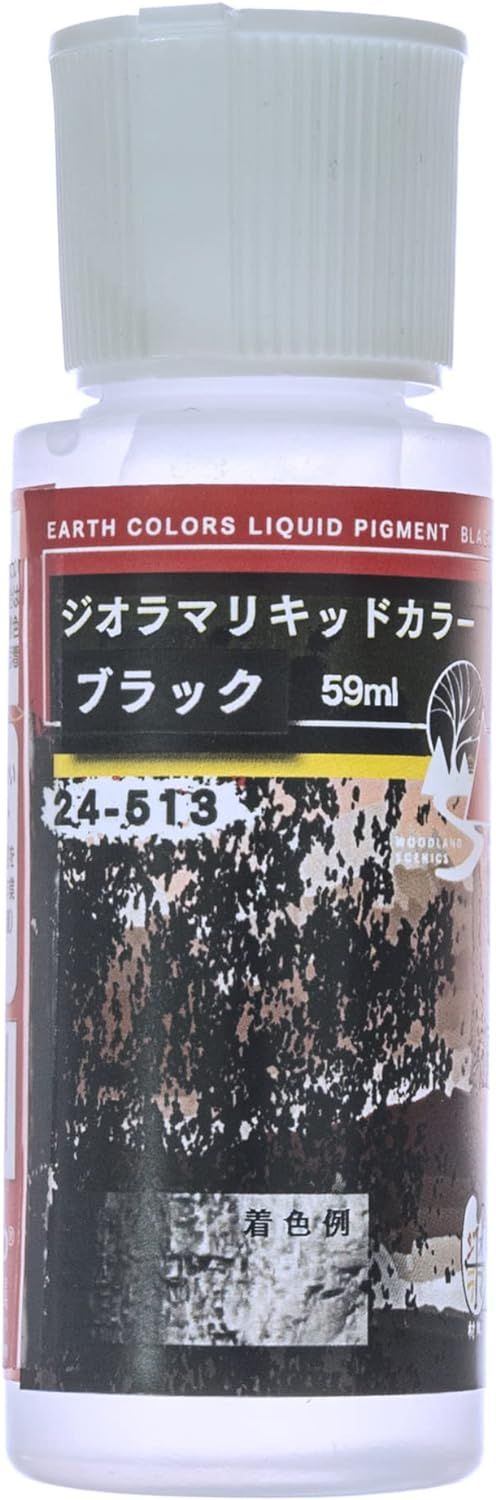 EARTH COLORS LIQUID PIGMENT
ジオラマリキッドカラー
ブラック 59ml
24-513
WOODLAND
SCENICS
着色例